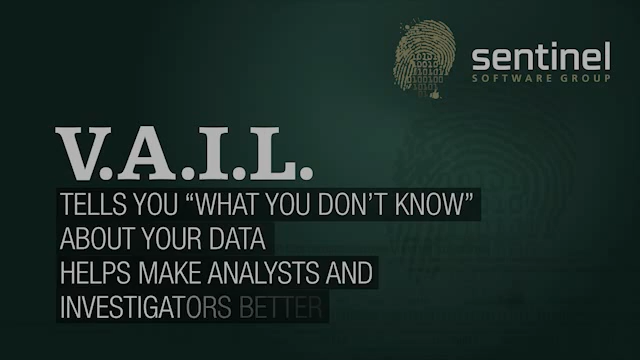 sentinel
SOFTWARE GROUP
V.A.I.L.
TELLS YOU “WHAT YOU DON’T KNOW”
ABOUT YOUR DATA
HELPS MAKE ANALYSTS AND
INVESTIGATORS BETTER